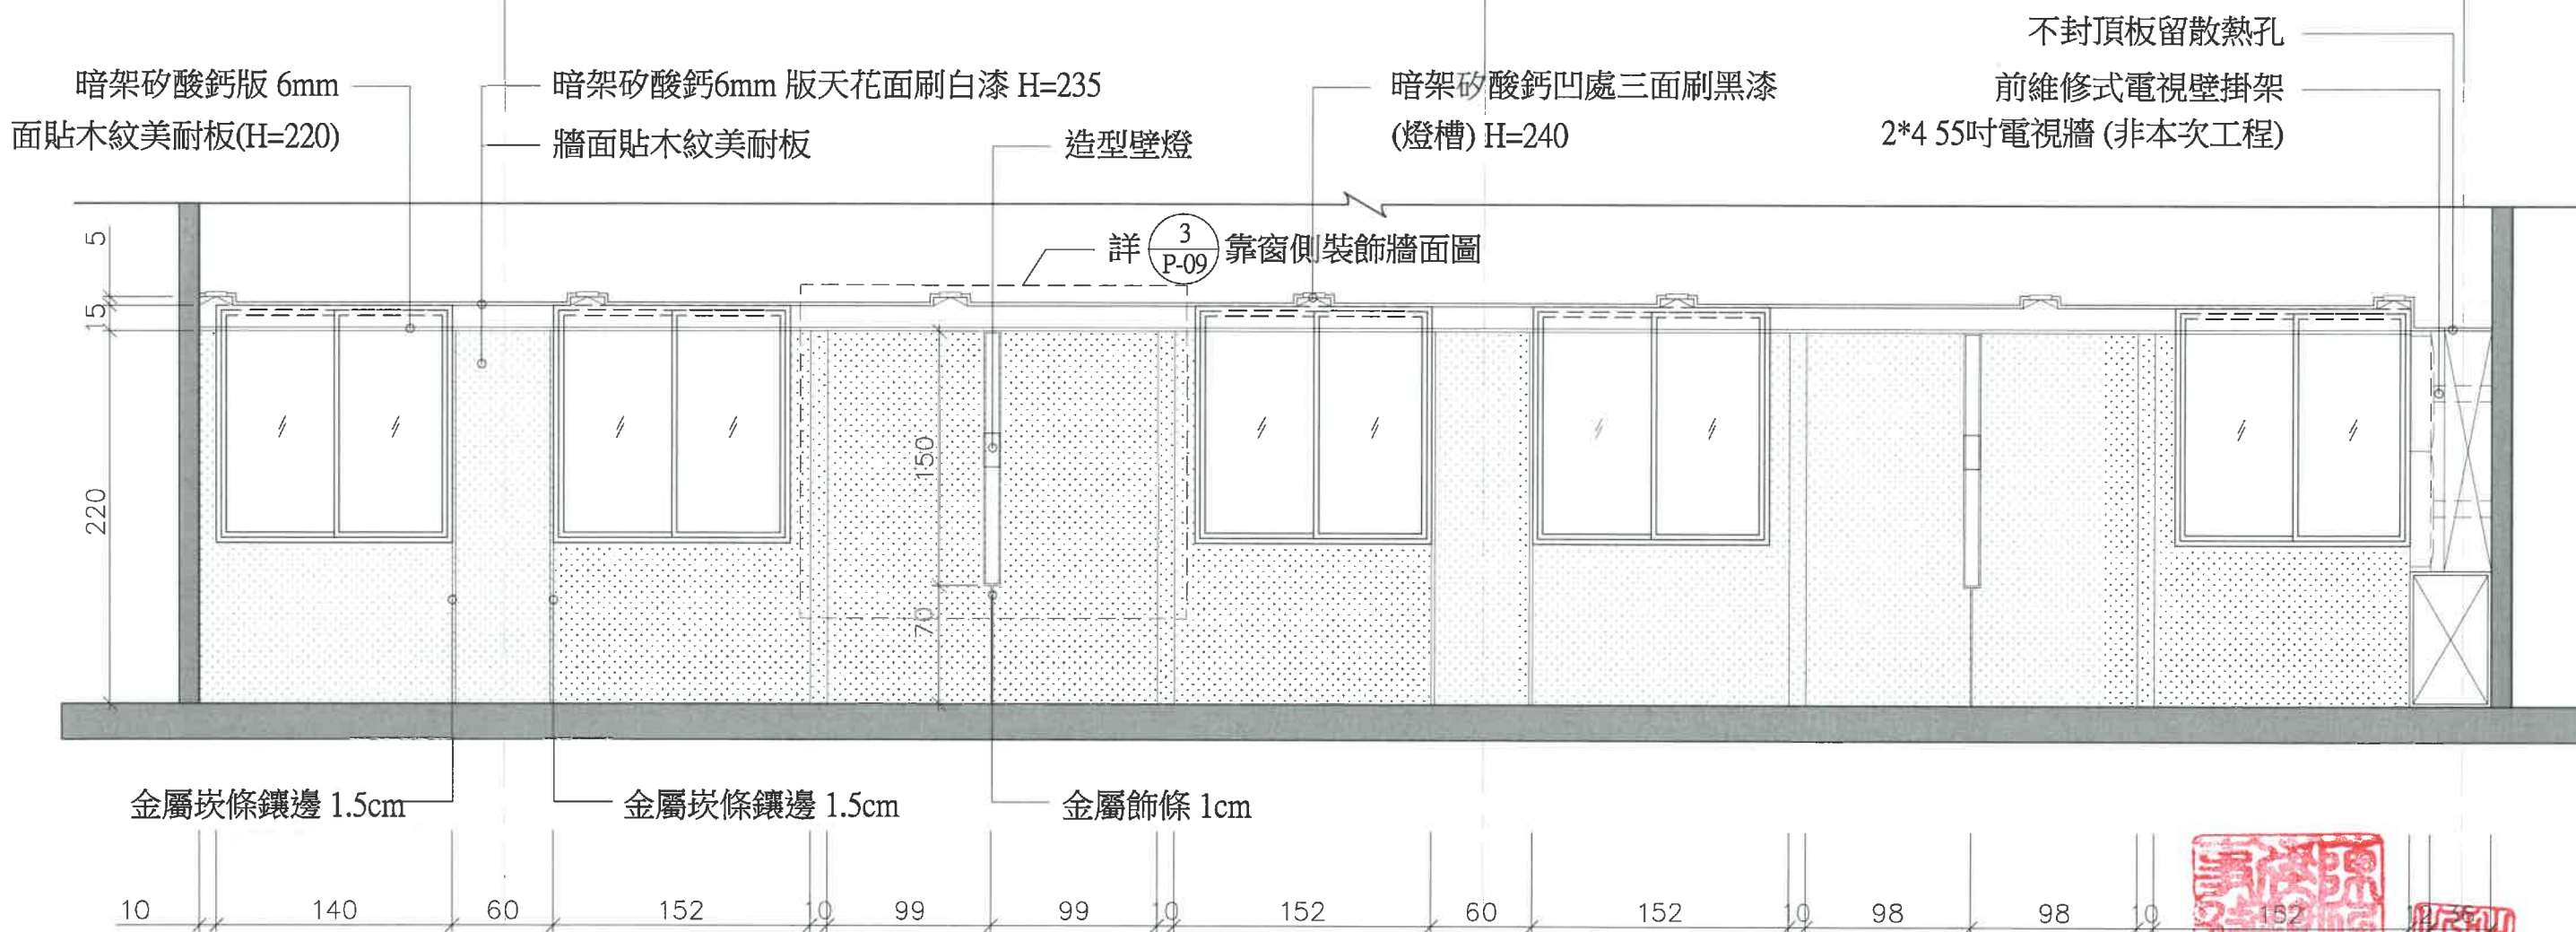 不封頂板留散熱孔
暗架矽酸鈣版 6mm
面貼木紋美耐板(H=220)
暗架矽酸鈣6mm 版天花面刷白漆 H=235
牆面貼木紋美耐板
造型壁燈
暗架矽酸鈣凹處三面刷黑漆
(燈槽) H=240
前維修式電視壁掛架
2*4 55吋電視牆 (非本次工程)
詳 3 P-09 靠窗側裝飾牆面圖
5
15
220
150
70
金屬崁條鑲邊 1.5cm
金屬崁條鑲邊 1.5cm
金屬飾條 1cm
10 140 60 152 10 99 99 10 152 60 152 10 98 98 10 152 12